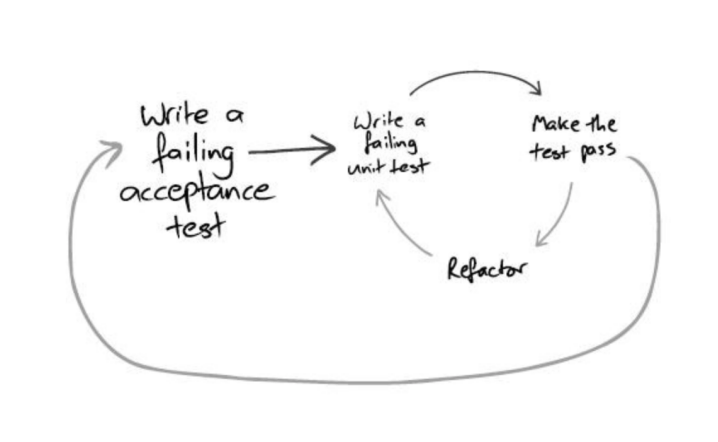 Write a
failing
acceptance
test
Write a
failing
unit test
Make the
test pass
Refactor